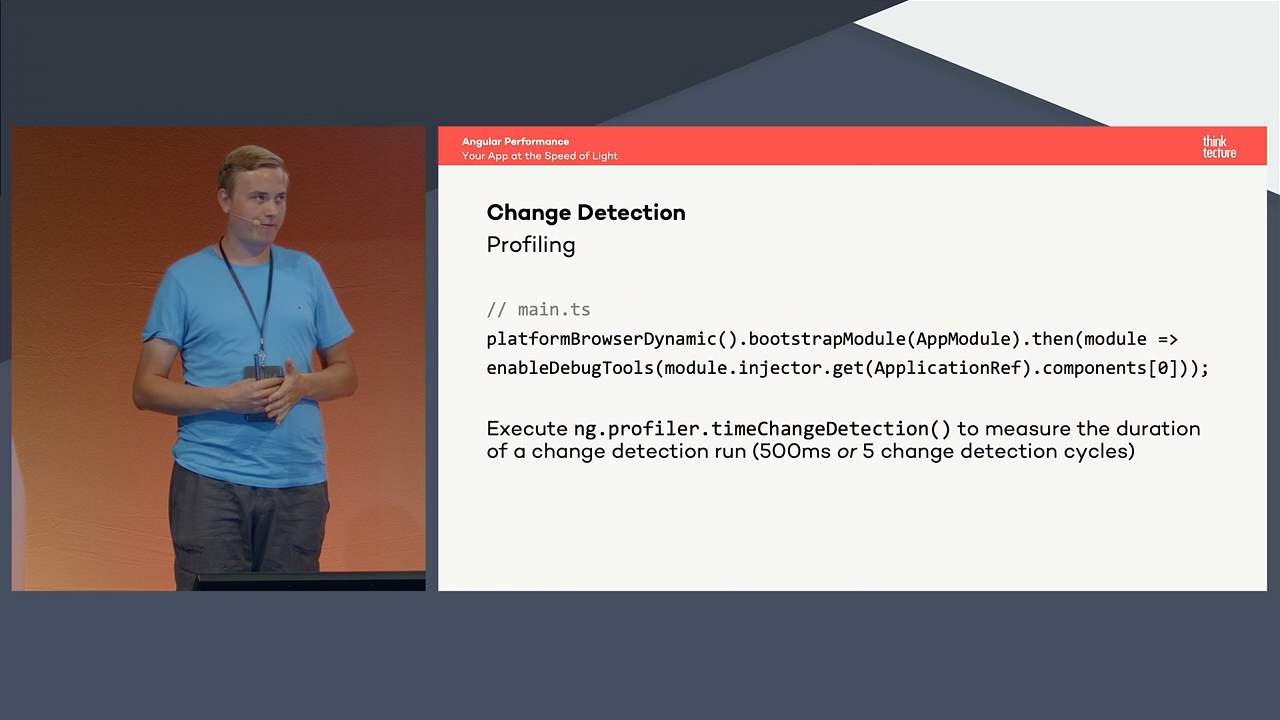 Angular Performance
Your App at the Speed of Light
think
tecture
Change Detection
Profiling
// main.ts
platformBrowserDynamic().bootstrapModule(AppModule).then(module =>
enableDebugTools(module.injector.get(ApplicationRef).components[0]));
Execute ng.profiler.timeChangeDetection() to measure the duration
of a change detection run (500ms or 5 change detection cycles)